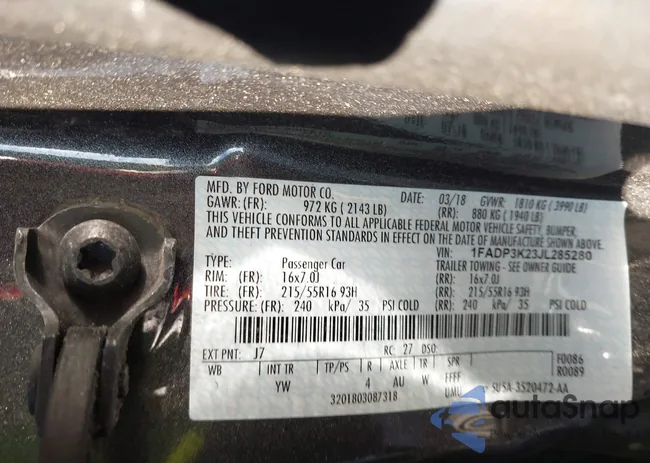 MFD. BY FORD MOTOR CO. DATE: 03/18 GVWR: 1810 KG (3990 LB)
GAWR: (FR): 972 KG (2143 LB) (RR): 880 KG (1940 LB)
THIS VEHICLE CONFORMS TO ALL APPLICABLE FEDERAL MOTOR VEHICLE SAFETY, BUMPER,
AND THEFT PREVENTION STANDARDS IN EFFECT ON THE DATE OF MANUFACTURE SHOWN ABOVE.
VIN: 1FADP3K23JL285280
TYPE: Passenger Car TRAILER TOWING - SEE OWNER GUIDE
RIM: (FR): 16x7.0J (RR): 16x7.0J
TIRE: (FR): 215/55R16 93H (RR): 215/55R16 93H
PRESSURE: (FR): 240 kPa/ 35 PSI COLD (RR): 240 kPa/ 35 PSI COLD
EXT PNT: J7 RC: 27 DSO: F0086
R0089
WB INT TR TP/PS R AXLE TR SPR
YW 4 AU W UMU
3201803087318 5U5A-3520472-AA
autoSnap